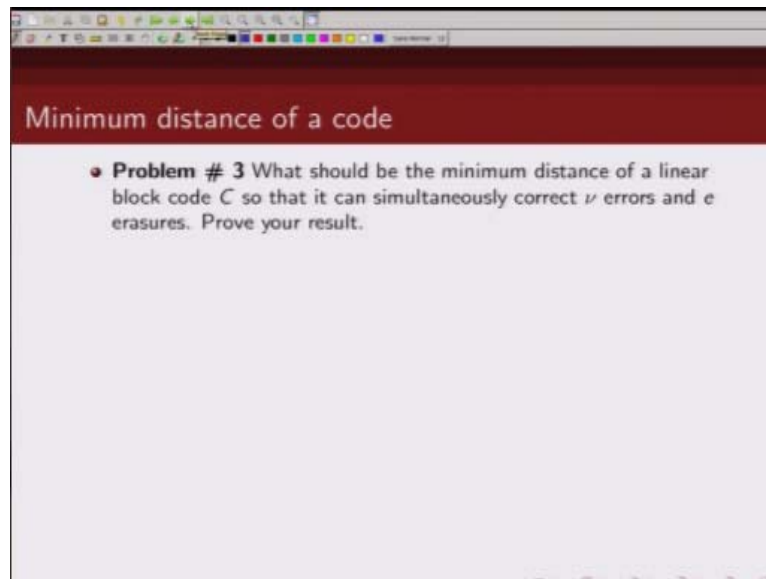 Minimum distance of a code
• Problem # 3 What should be the minimum distance of a linear
block code C so that it can simultaneously correct ν errors and e
erasures. Prove your result.